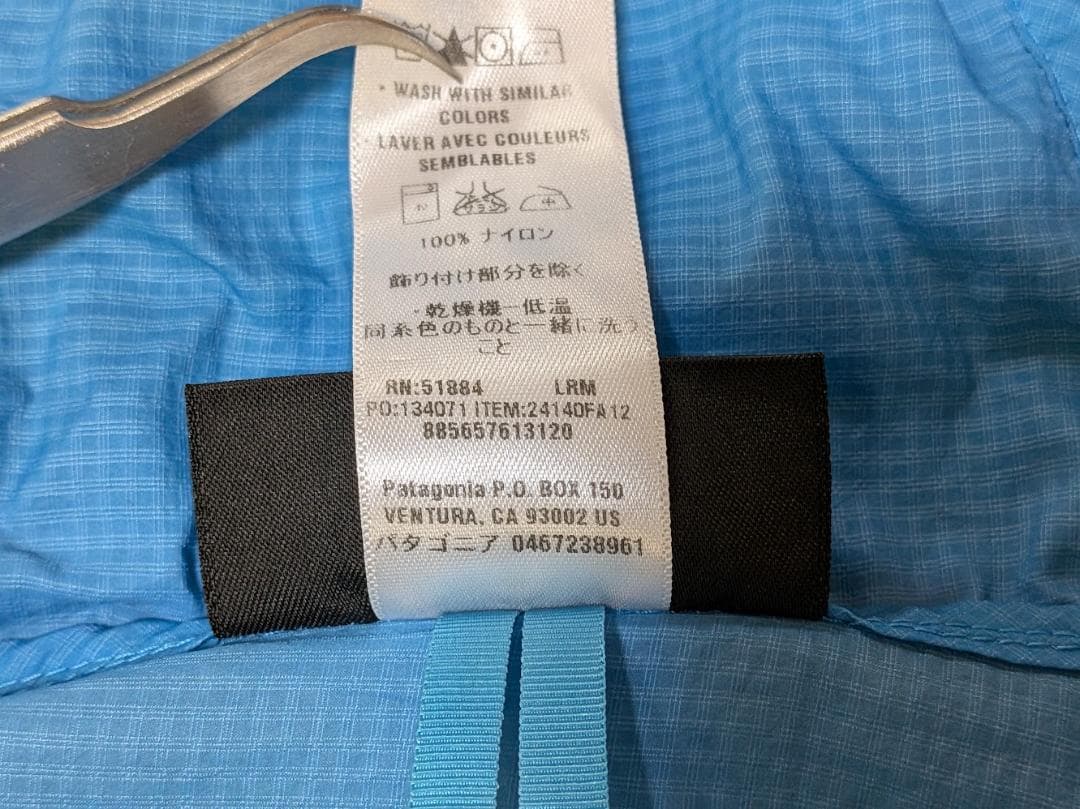 • WASH WITH SIMILAR
COLORS
• LAVER AVEC COULEURS
SEMBLABLES
100% ナイロン
飾り付け部分を除く
・乾燥機ー低温
同系色のものと一緒に洗う
こと
RN:51884 LRM
PO:134071 ITEM:24140FA12
885657613120
Patagonia P.O. BOX 150
VENTURA, CA 93002 US
パタゴニア 0467238961